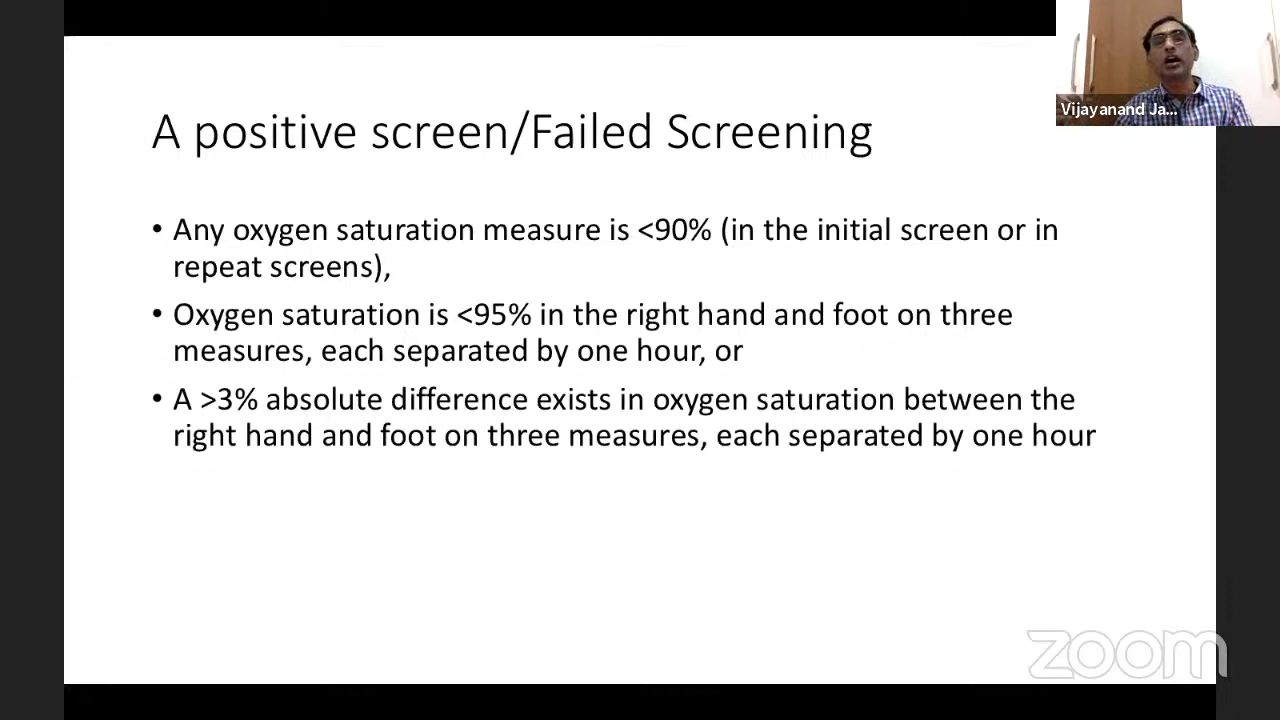 Vijayanand Ja...
A positive screen/Failed Screening
• Any oxygen saturation measure is <90% (in the initial screen or in
repeat screens),
• Oxygen saturation is <95% in the right hand and foot on three
measures, each separated by one hour, or
• A >3% absolute difference exists in oxygen saturation between the
right hand and foot on three measures, each separated by one hour
zoom